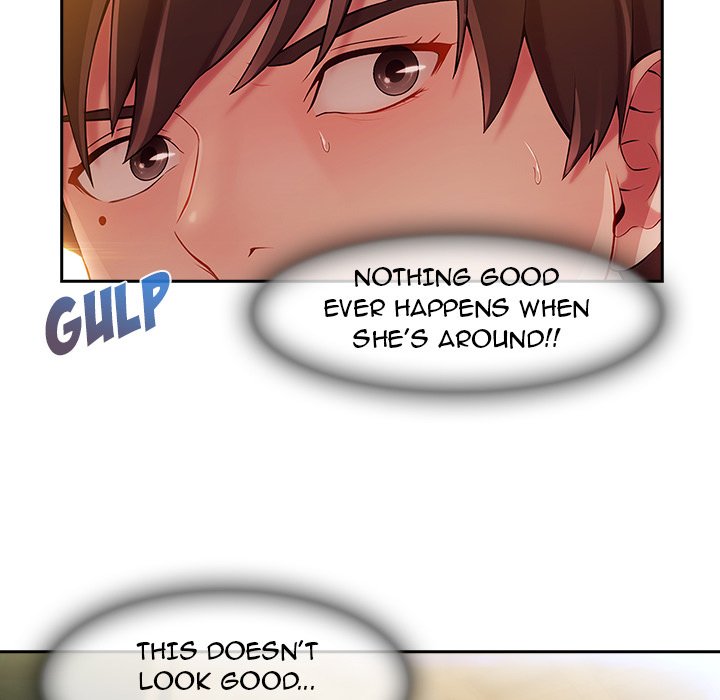 GULP
NOTHING GOOD
EVER HAPPENS WHEN
SHE'S AROUND!!
THIS DOESN'T
LOOK GOOD...